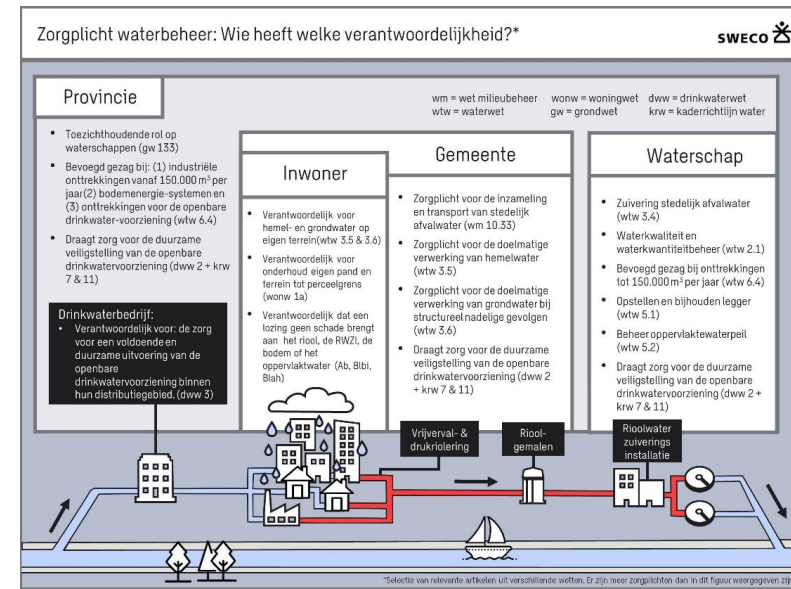 Zorgplicht waterbeheer: Wie heeft welke verantwoordelijkheid?*
SWECO
Provincie
• Toezichthoudende rol op
waterschappen (gw 133)
• Bevoegd gezag bij: (1) industriële
onttrekkingen vanaf 150.000 m³ per
jaar(2) bodemenergie-systemen en
(3) onttrekkingen voor de openbare
drinkwater-voorziening (wtw 6.4)
• Draagt zorg voor de duurzame
veiligstelling van de openbare
drinkwatervoorziening (dww 2 + krw
7 & 11)
Drinkwaterbedrijf:
• Verantwoordelijk voor: de zorg
voor een voldoende en
duurzame uitvoering van de
openbare
drinkwatervoorziening binnen
hun distributiegebied. (dww 3)
wm = wet milieubeheer wonw = woningwet dww = drinkwaterwet
wtw = waterwet gw = grondwet krw = kaderrichtlijn water
Inwoner
• Verantwoordelijk voor
hemel- en grondwater op
eigen terrein(wtw 3.5 & 3.6)
• Verantwoordelijk voor
onderhoud eigen pand en
terrein tot perceelgrens
(wonw 1a)
• Verantwoordelijk dat een
lozing geen schade brengt
aan het riool, de RWZI, de
bodem of het
oppervlaktwater (Ab, Blbi,
Blah)
Gemeente
• Zorgplicht voor de inzameling
en transport van stedelijk
afvalwater (wm 10.33)
• Zorgplicht voor de doelmatige
verwerking van hemelwater
(wtw 3.5)
• Zorgplicht voor de doelmatige
verwerking van grondwater bij
structureel nadelige gevolgen
(wtw 3.6)
• Draagt zorg voor de duurzame
veiligstelling van de openbare
drinkwatervoorziening (dww 2
+ krw 7 & 11)
Waterschap
• Zuivering stedelijk afvalwater
(wtw 3.4)
• Waterkwaliteit en
waterkwantiteitbeheer (wtw 2.1)
• Bevoegd gezag bij onttrekkingen
tot 150.000 m³ per jaar (wtw 6.4)
• Opstellen en bijhouden legger
(wtw 5.1)
• Beheer oppervlaktewaterpeil
(wtw 5.2)
• Draagt zorg voor de duurzame
veiligstelling van de openbare
drinkwatervoorziening (dww 2 +
krw 7 & 11)
Vrijverval- &
drukriolering
Riool-
gemalen
Rioolwater
zuiverings
installatie
*Selectie van relevante artikelen uit verschillende wetten. Er zijn meer zorgplichten dan in dit figuur weergegeven zijn